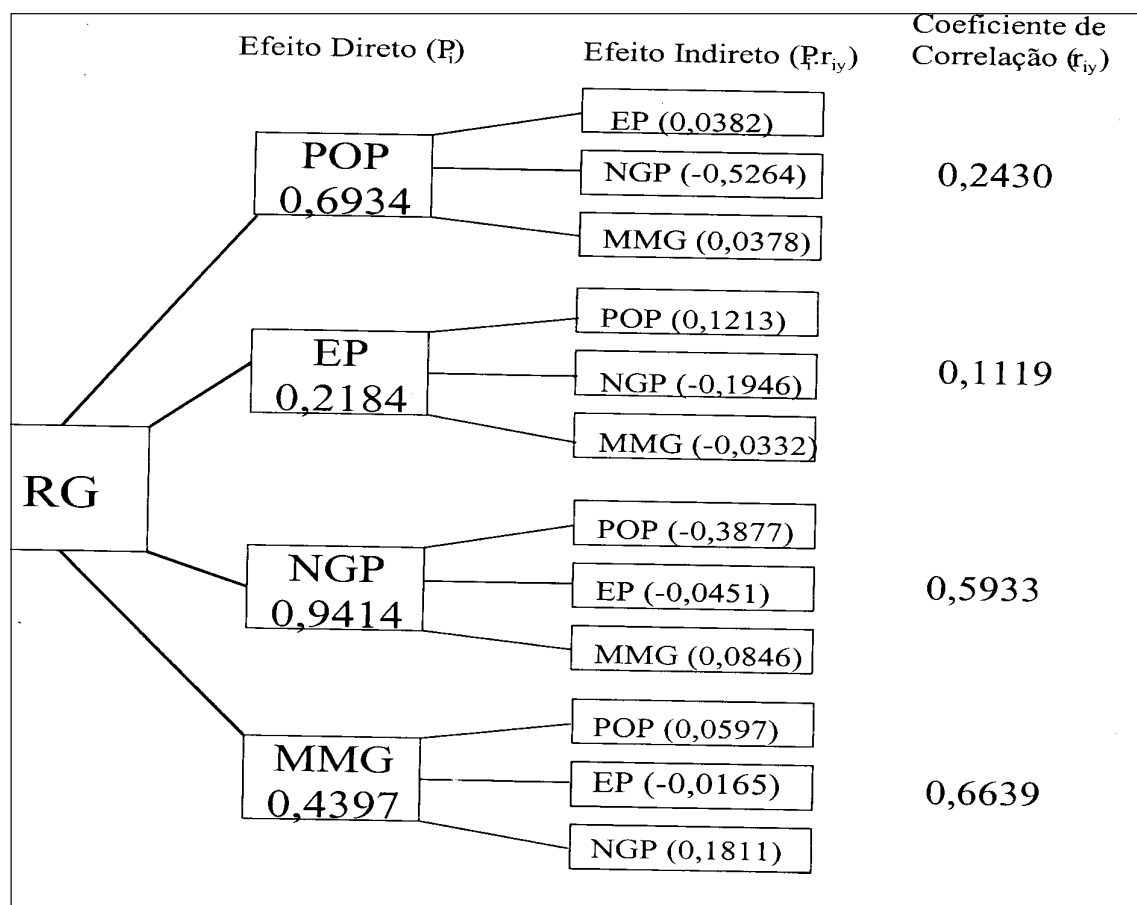 Efeito Direto (Pi)
Efeito Indireto (Pi.riy)
Coeficiente de
Correlação (riy)
EP (0,0382)
POP
0,6934
NGP (-0,5264)
0,2430
MMG (0,0378)
POP (0,1213)
EP
0,2184
NGP (-0,1946)
0,1119
MMG (-0,0332)
RG
POP (-0,3877)
NGP
0,9414
EP (-0,0451)
0,5933
MMG (0,0846)
POP (0,0597)
MMG
0,4397
EP (-0,0165)
0,6639
NGP (0,1811)